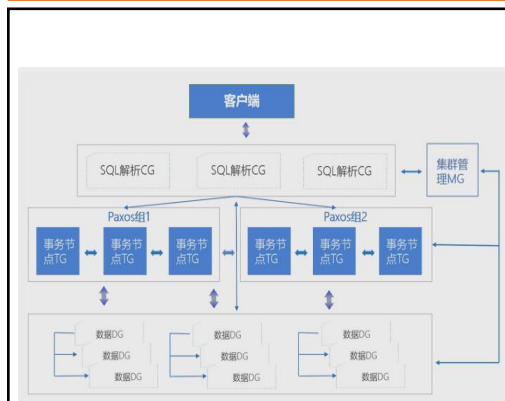 客户端
SQL解析CG SQL解析CG SQL解析CG
集群管
理MG
Paxos组1 Paxos组2
事务节
点TG
事务节
点TG
事务节
点TG
事务节
点TG
事务节
点TG
事务节
点TG
数据DG
数据DG
数据DG
数据DG
数据DG
数据DG
数据DG
数据DG
数据DG